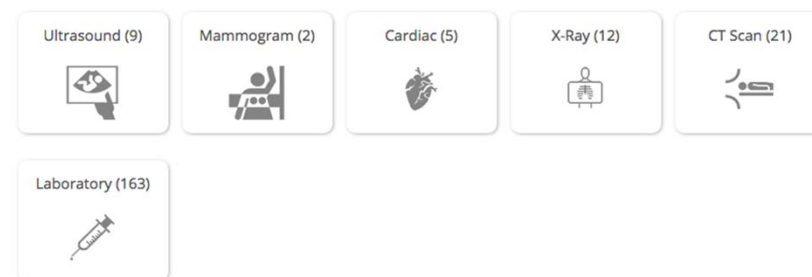 Ultrasound (9)
Mammogram (2)
Cardiac (5)
X-Ray (12)
CT Scan (21)
Laboratory (163)